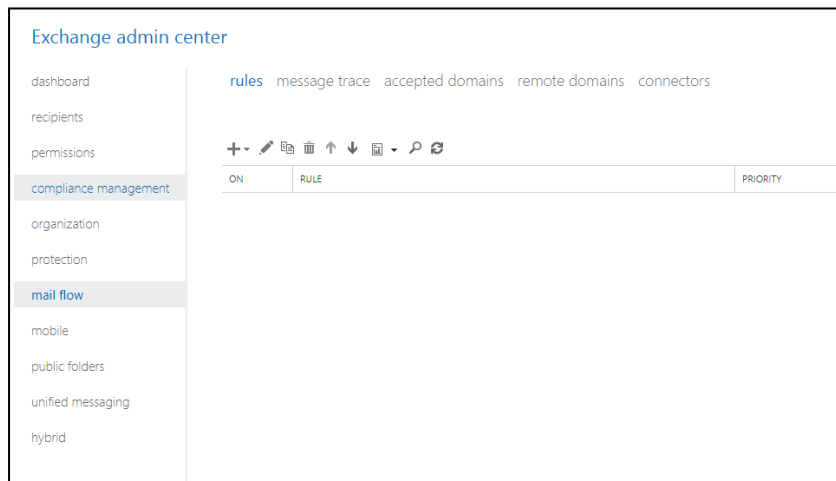 Exchange admin center
dashboard
recipients
permissions
compliance management
organization
protection
mail flow
mobile
public folders
unified messaging
hybrid
rules message trace accepted domains remote domains connectors
ON RULE PRIORITY